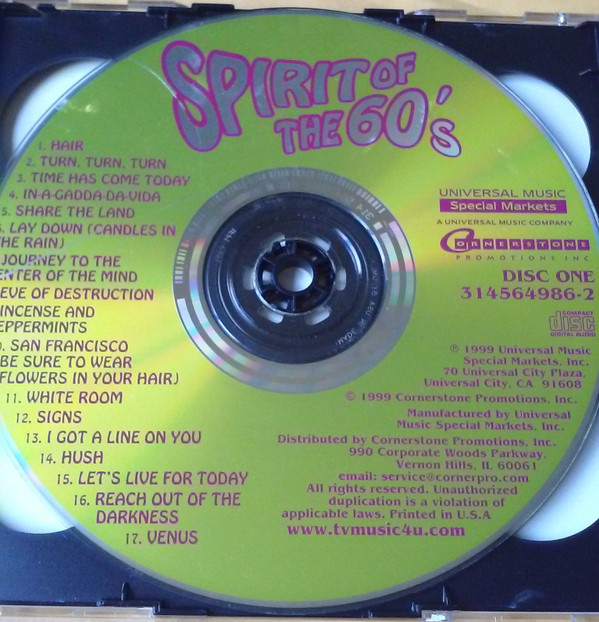 SPIRIT OF
THE 60's
1. HAIR
2. TURN, TURN, TURN
3. TIME HAS COME TODAY
4. IN-A-GADDA-DA-VIDA
5. SHARE THE LAND
6. LAY DOWN (CANDLES IN
THE RAIN)
JOURNEY TO THE
ENTER OF THE MIND
EVE OF DESTRUCTION
INCENSE AND
EPPERMINTS
. SAN FRANCISCO
BE SURE TO WEAR
FLOWERS IN YOUR HAIR)
11. WHITE ROOM
12. SIGNS
13. I GOT A LINE ON YOU
14. HUSH
15. LET'S LIVE FOR TODAY
16. REACH OUT OF THE
DARKNESS
17. VENUS
UNIVERSAL MUSIC
Special Markets
A UNIVERSAL MUSIC COMPANY
CORNERSTONE
PROMOTIONS INC
DISC ONE
314564986-2
COMPACT
disc
DIGITAL AUDIO
℗ 1999 Universal Music
Special Markets, Inc.
70 Universal City Plaza,
Universal City, CA 91608
© 1999 Cornerstone Promotions, Inc.
Manufactured by Universal
Music Special Markets, Inc.
Distributed by Cornerstone Promotions, Inc.
990 Corporate Woods Parkway,
Vernon Hills, IL 60061
email: service@cornerpro.com
All rights reserved. Unauthorized
duplication is a violation of
applicable laws. Printed in U.S.A
www.tvmusic4u.com